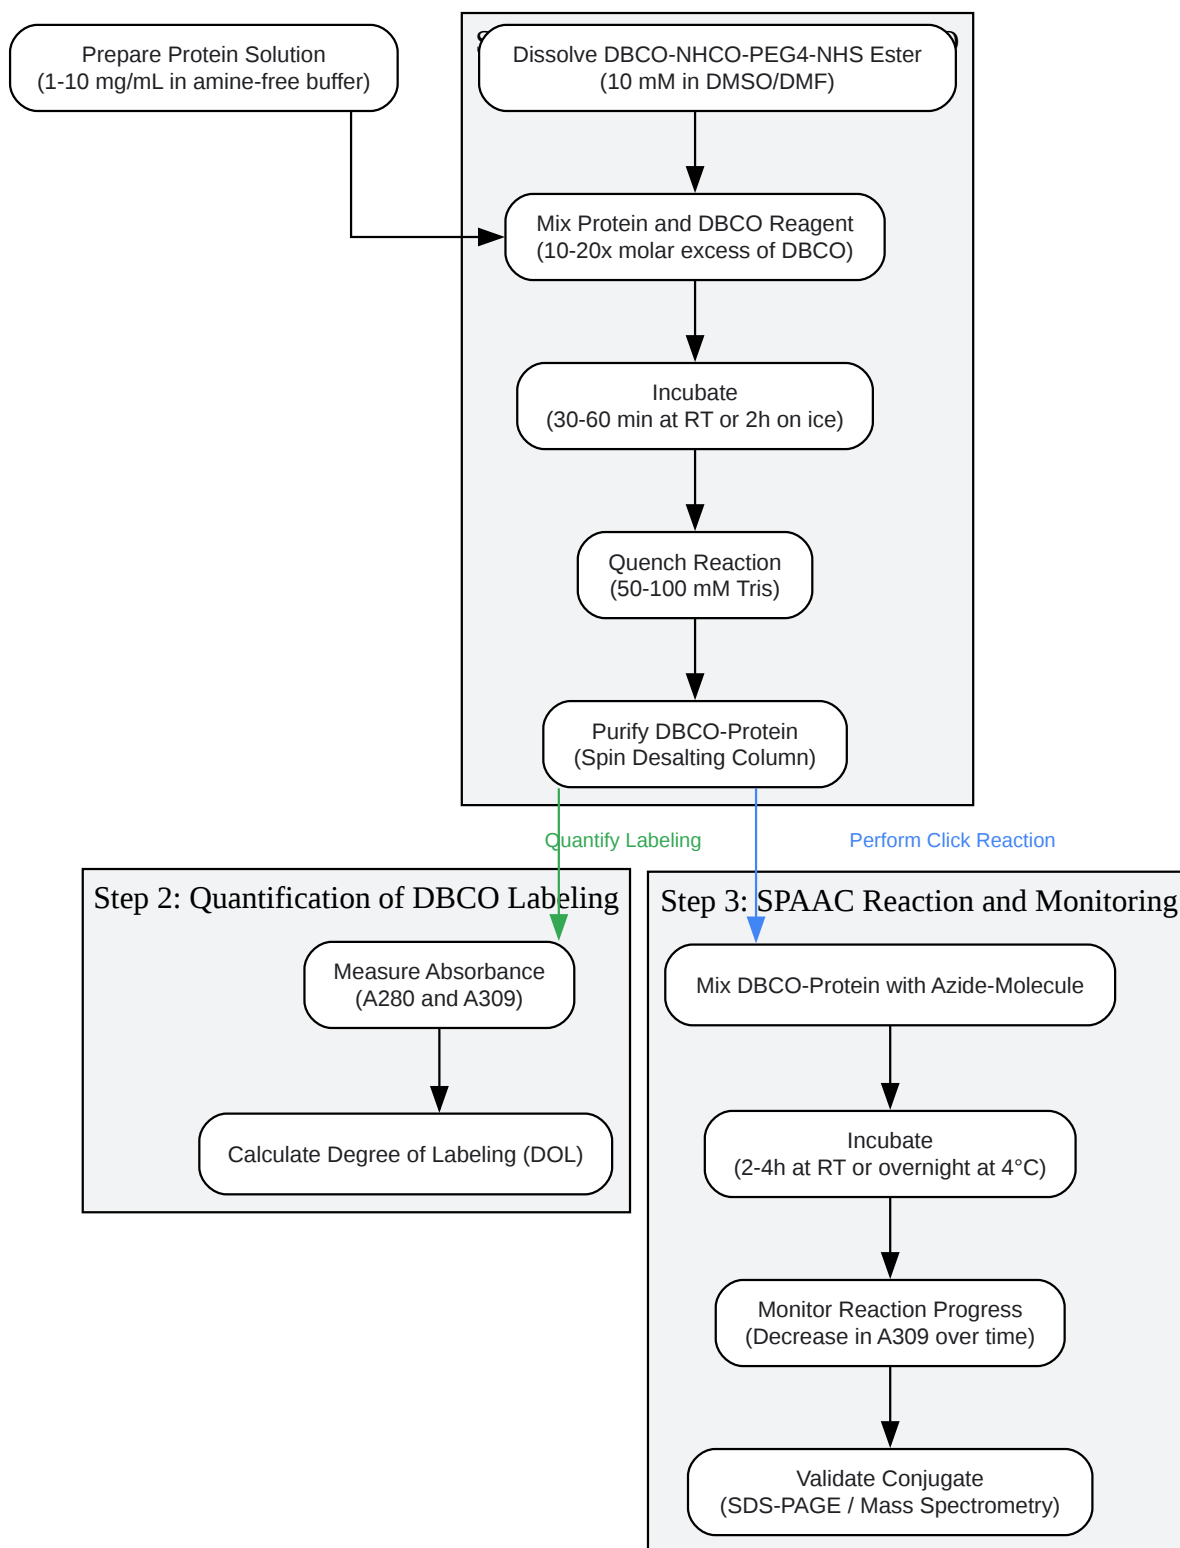 Prepare Protein Solution
(1-10 mg/mL in amine-free buffer)
Dissolve DBCO-NHCO-PEG4-NHS Ester
(10 mM in DMSO/DMF)
Mix Protein and DBCO Reagent
(10-20x molar excess of DBCO)
Incubate
(30-60 min at RT or 2h on ice)
Quench Reaction
(50-100 mM Tris)
Purify DBCO-Protein
(Spin Desalting Column)
Quantify Labeling
Perform Click Reaction
Step 2: Quantification of DBCO Labeling
Measure Absorbance
(A280 and A309)
Calculate Degree of Labeling (DOL)
Step 3: SPAAC Reaction and Monitoring
Mix DBCO-Protein with Azide-Molecule
Incubate
(2-4h at RT or overnight at 4°C)
Monitor Reaction Progress
(Decrease in A309 over time)
Validate Conjugate
(SDS-PAGE / Mass Spectrometry)